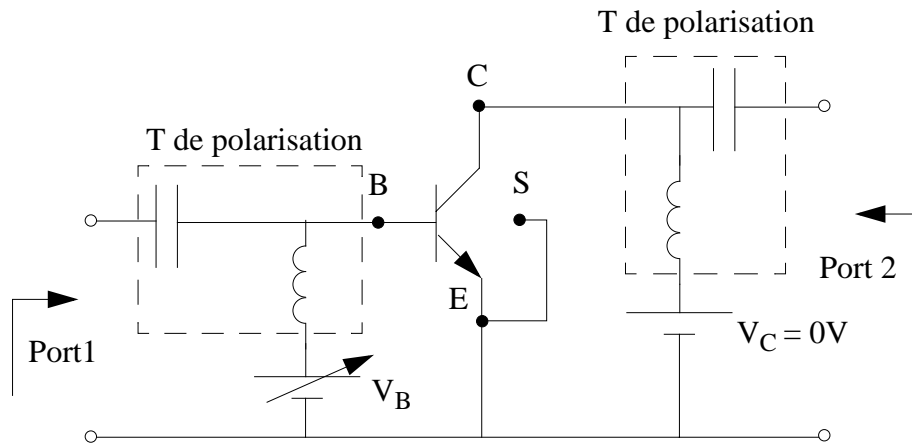 T de polarisation
C
T de polarisation
B
S
E
Port 2
Port1
V_C = 0V
V_B